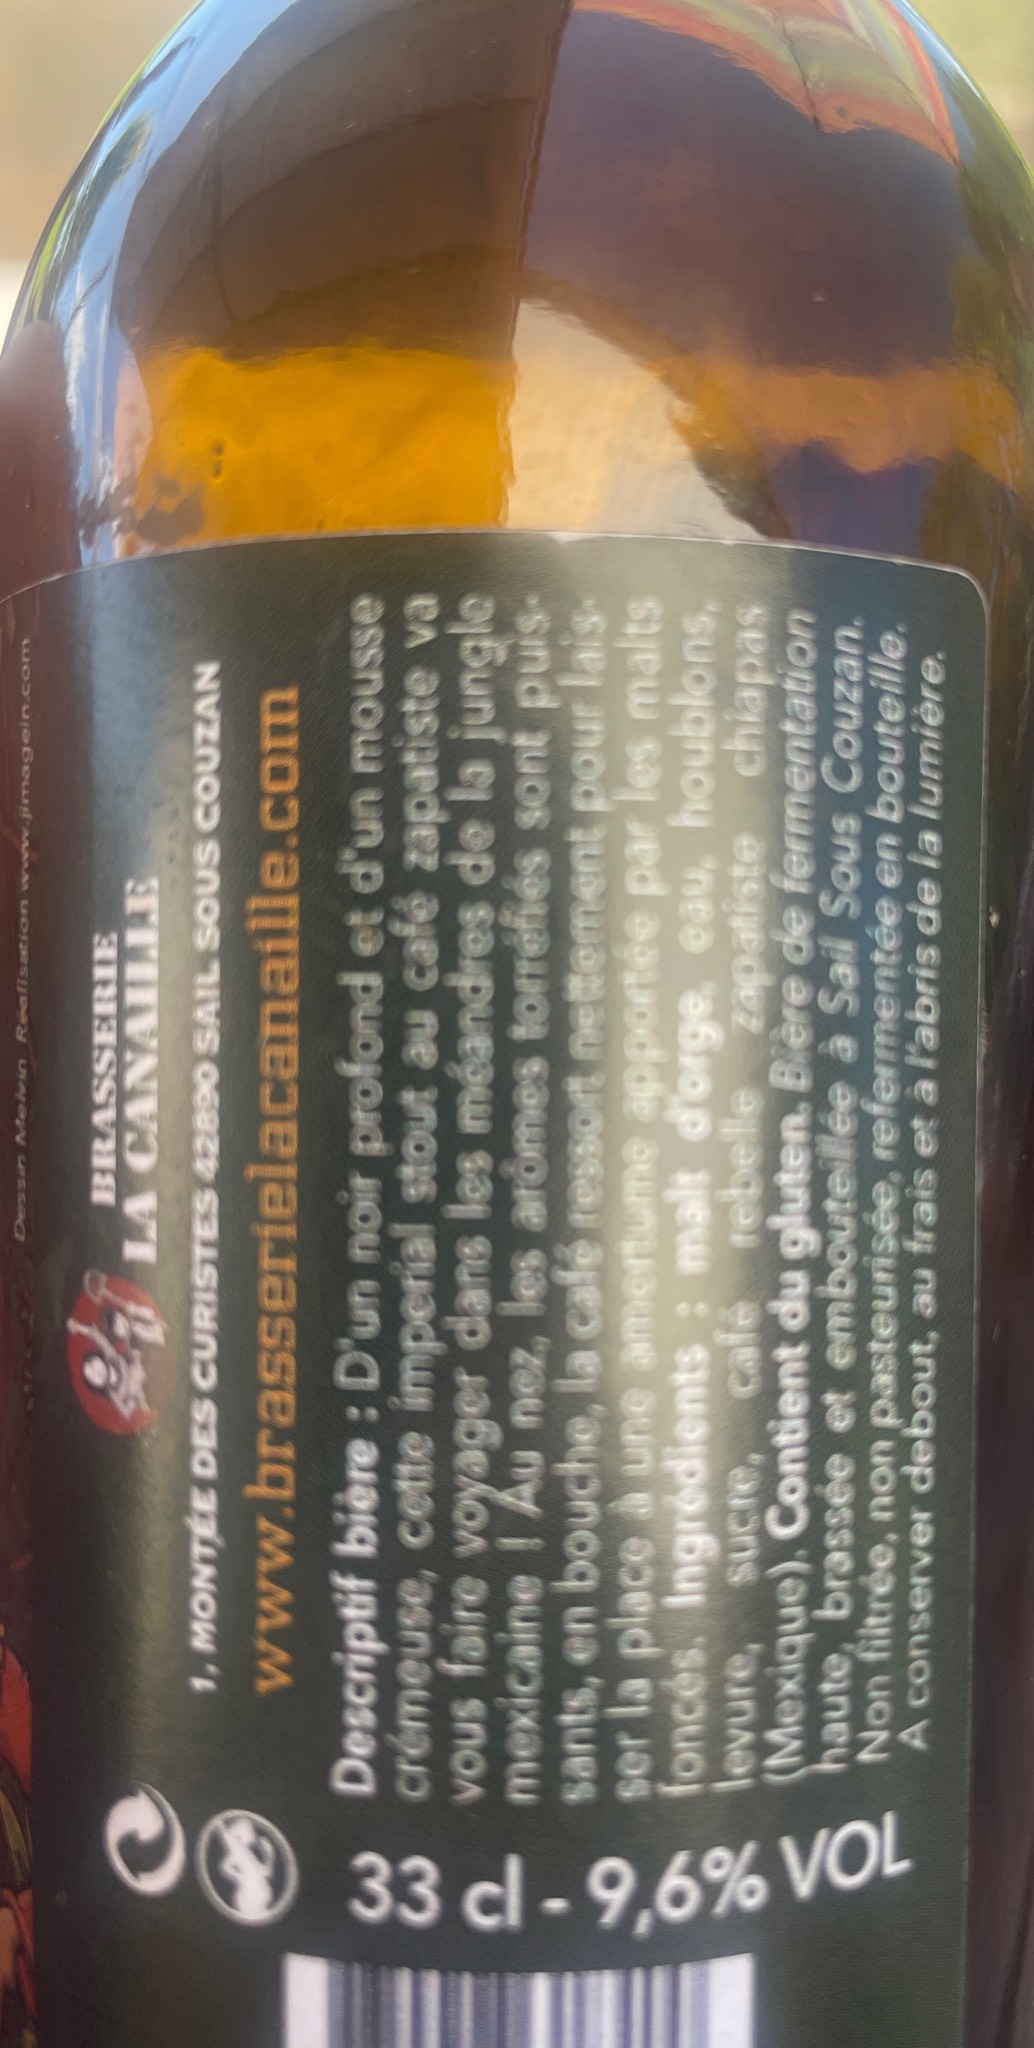 Dessin Melvin Réalisation www.jimagein.com
BRASSERIE
LA CANAILLE
1, MONTÉE DES CURISTES 42890 SAIL SOUS COUZAN
www.brasserielacanaille.com
Descriptif bière : D'un noir profond et d'un mousse
crémeuse, cette imperial stout au café zapatiste va
vous faire voyager dans les méandres de la jungle
mexicaine ! Au nez, les arômes torréfiés sont puis-
sants, en bouche, la café ressort nettement pour lais-
ser la place à une amertume apportée par les malts
foncés. Ingrédients : malt d'orge, eau, houblons,
levure, sucre, café rebelle zapatiste chiapas
(Mexique). Contient du gluten. Bière de fermentation
haute, brassée et embouteillée à Sail Sous Couzan.
Non filtrée, non pasteurisée, refermentée en bouteille.
A conserver debout, au frais et à l'abris de la lumière.
33 cl - 9,6% VOL